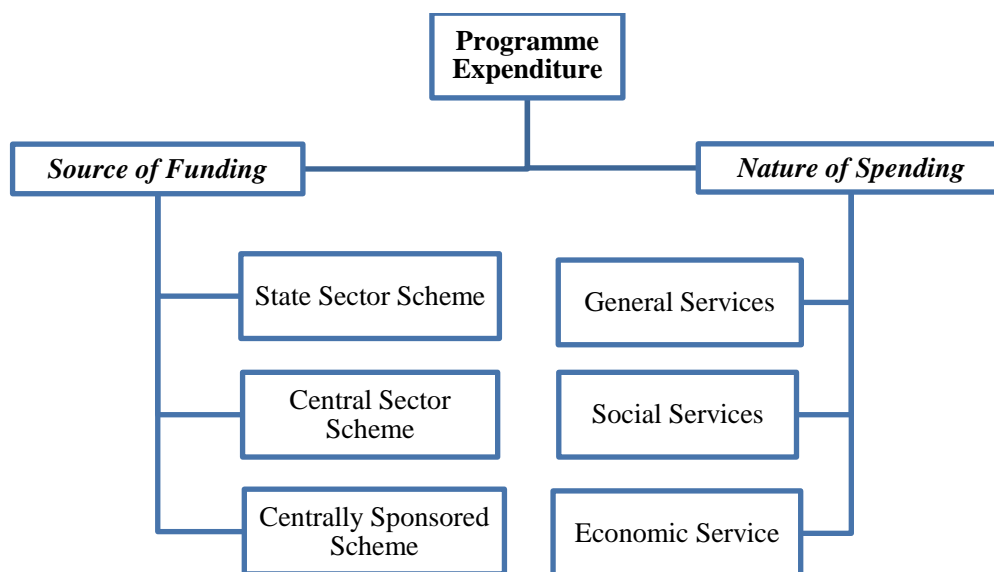 Programme
Expenditure
Source of Funding
Nature of Spending
State Sector Scheme
General Services
Central Sector
Scheme
Social Services
Centrally Sponsored
Scheme
Economic Service